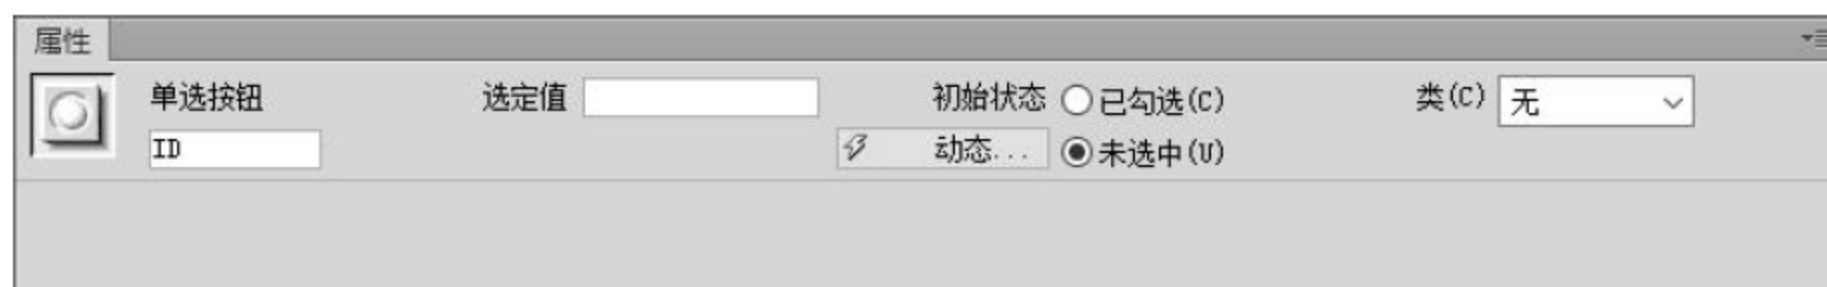 属性
单选按钮 选定值 初始状态 已勾选(C) 类(C) 无
ID 动态... 未选中(U)